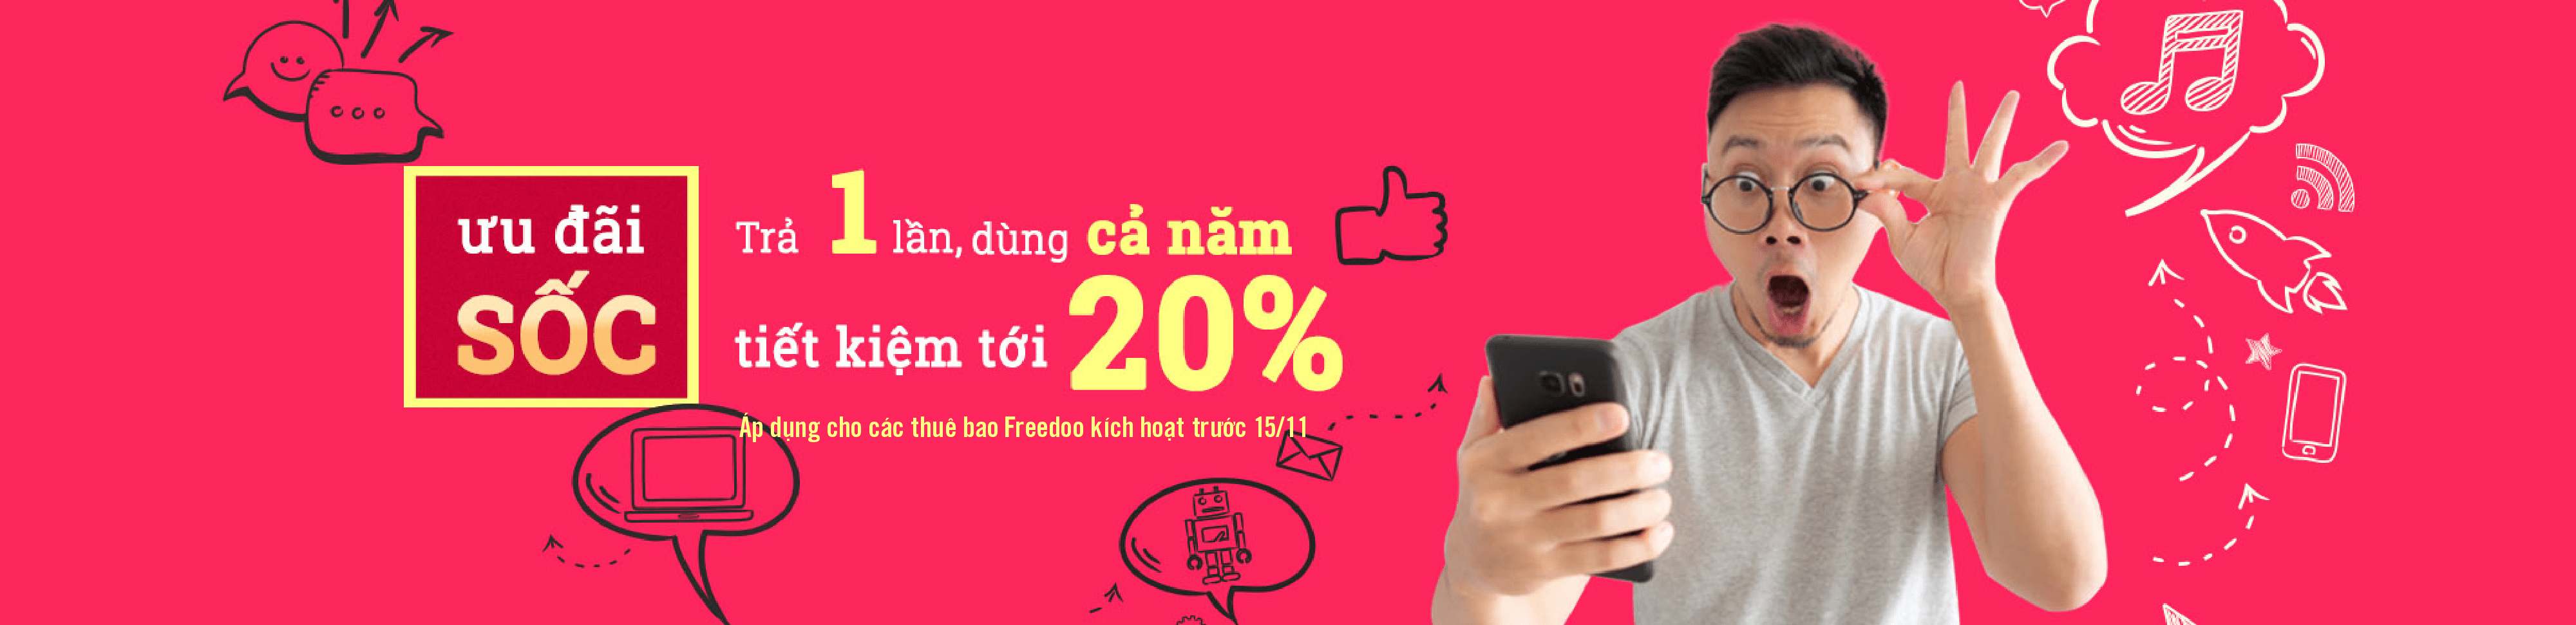 ưu đãi
SỐC
Trả 1 lần, dùng cả năm
tiết kiệm tới 20%
Áp dụng cho các thuê bao Freedoo kích hoạt trước 15/11